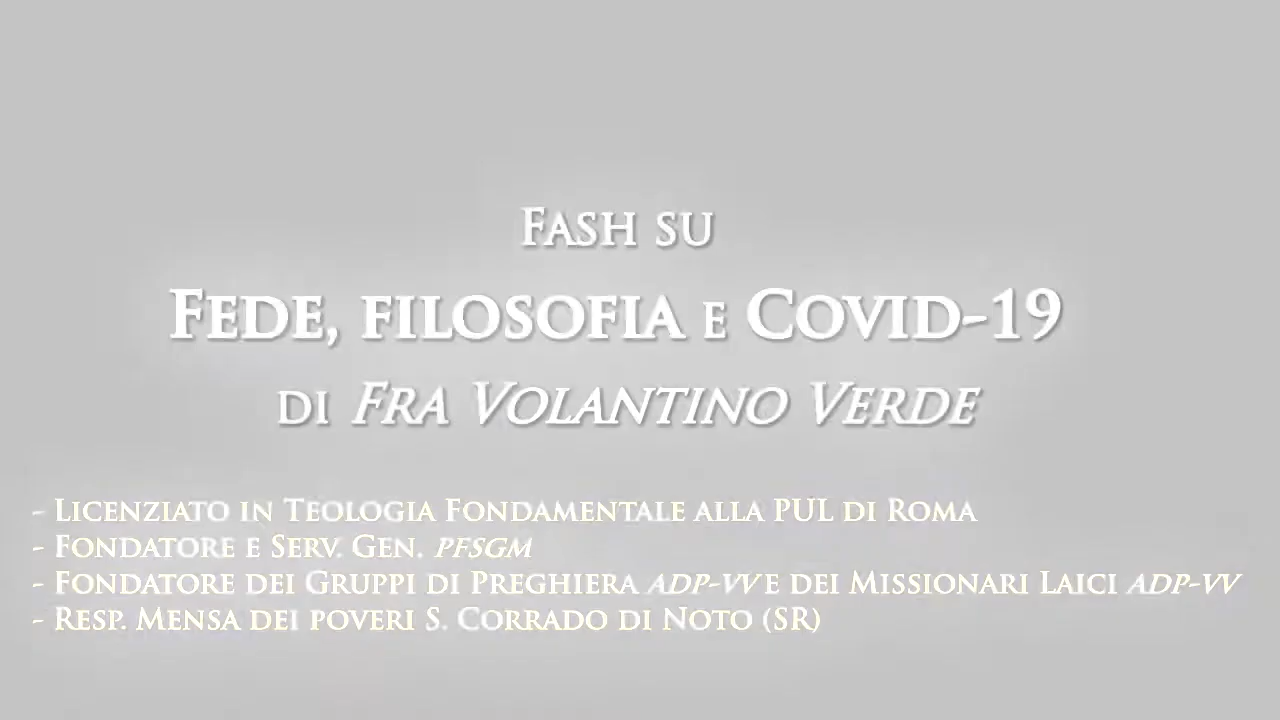 Fash su
Fede, filosofia e Covid-19
di Fra Volantino Verde
- Licenziato in Teologia Fondamentale alla PUL di Roma
- Fondatore e Serv. Gen. PFSGM
- Fondatore dei Gruppi di Preghiera ADP-VV e dei Missionari Laici ADP-VV
- Resp. Mensa dei poveri S. Corrado di Noto (SR)